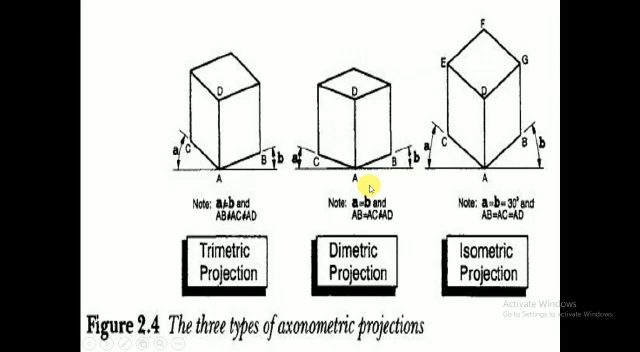 F
E
G
D
D
D
a
C
B
b
a
C
B
b
a
C
B
b
A
A
A
Note: a≠b and
AB≠AC≠AD
Note: a=b and
AB=AC≠AD
Note: a=b=30° and
AB=AC=AD
Trimetric
Projection
Dimetric
Projection
Isometric
Projection
Activate Windows
Go to Settings to activate Windows.
Figure 2.4 The three types of axonometric projections